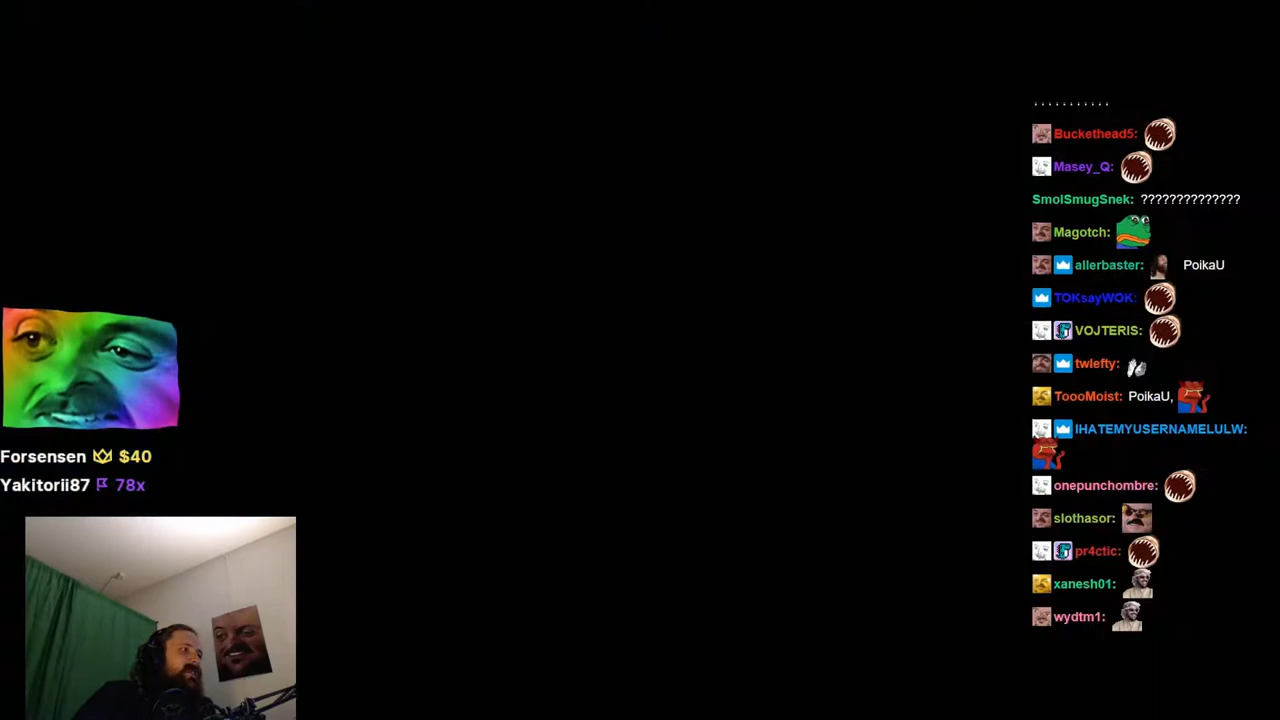 ...........
Buckethead5:
Masey_Q:
SmolSmugSnek: ??????????????
Magotch:
allerbaster: PoikaU
TOKsayWOK:
VOJTERIS:
twlefty:
ToooMoist: PoikaU,
IHATEMYUSERNAMELULW:
onepunchombre:
slothasor:
pr4ctic:
xanesh01:
wydtm1:
Forsensen $40
Yakitorii87 78x